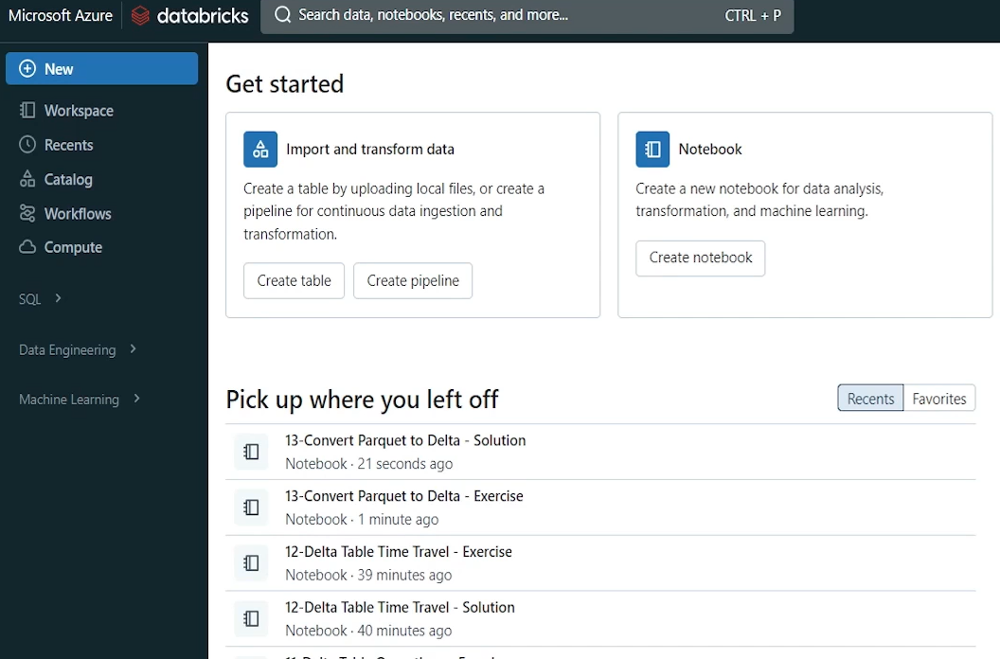 Microsoft Azure
databricks
Search data, notebooks, recents, and more...
CTRL + P
New
Workspace
Recents
Catalog
Workflows
Compute
SQL
Data Engineering
Machine Learning
Get started
Import and transform data
Create a table by uploading local files, or create a
pipeline for continuous data ingestion and
transformation.
Create table
Create pipeline
Notebook
Create a new notebook for data analysis,
transformation, and machine learning.
Create notebook
Pick up where you left off
Recents
Favorites
13-Convert Parquet to Delta - Solution
Notebook · 21 seconds ago
13-Convert Parquet to Delta - Exercise
Notebook · 1 minute ago
12-Delta Table Time Travel - Exercise
Notebook · 39 minutes ago
12-Delta Table Time Travel - Solution
Notebook · 40 minutes ago